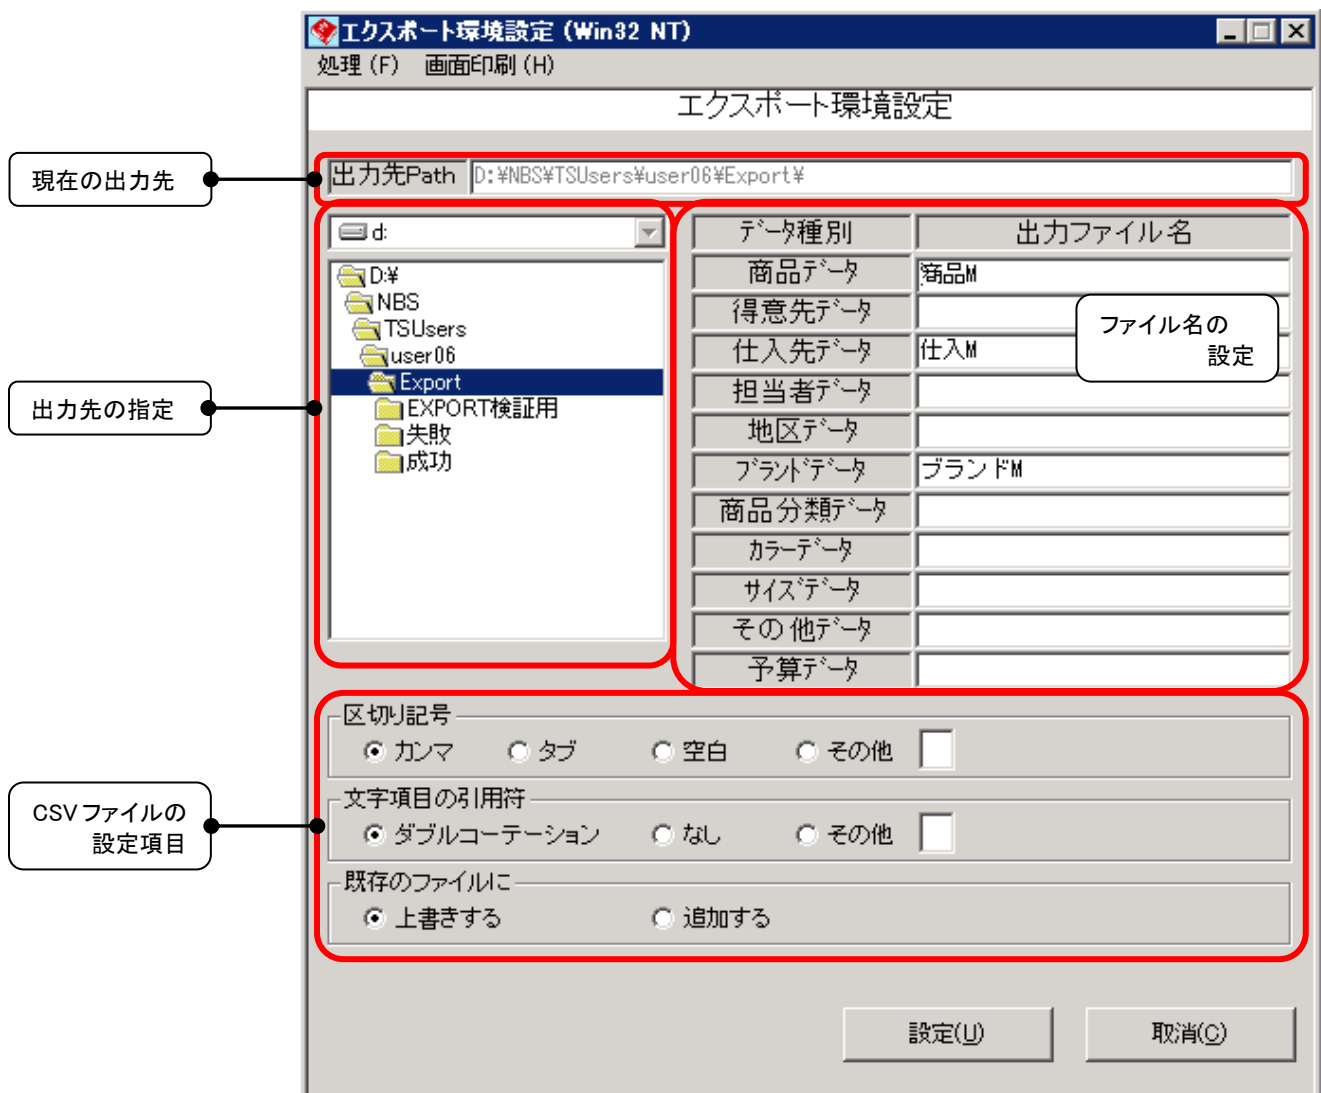 エクスポート環境設定 (Win32 NT)
処理 (F) 画面印刷 (H)
エクスポート環境設定
現在の出力先
出力先Path D:¥NBS¥TSUsers¥user06¥Export¥
出力先の指定
d:
D:¥
NBS
TSUsers
user06
Export
EXPORT検証用
失敗
成功
データ種別 出力ファイル名
商品データ 商品M
得意先データ
仕入先データ 仕入M
担当者データ
地区データ
ブランドデータ ブランドM
商品分類データ
カラーデータ
サイズデータ
その他データ
予算データ
ファイル名の
設定
CSVファイルの
設定項目
区切り記号
カンマ タブ 空白 その他
文字項目の引用符
ダブルコーテーション なし その他
既存のファイルに
上書きする 追加する
設定(U) 取消(C)